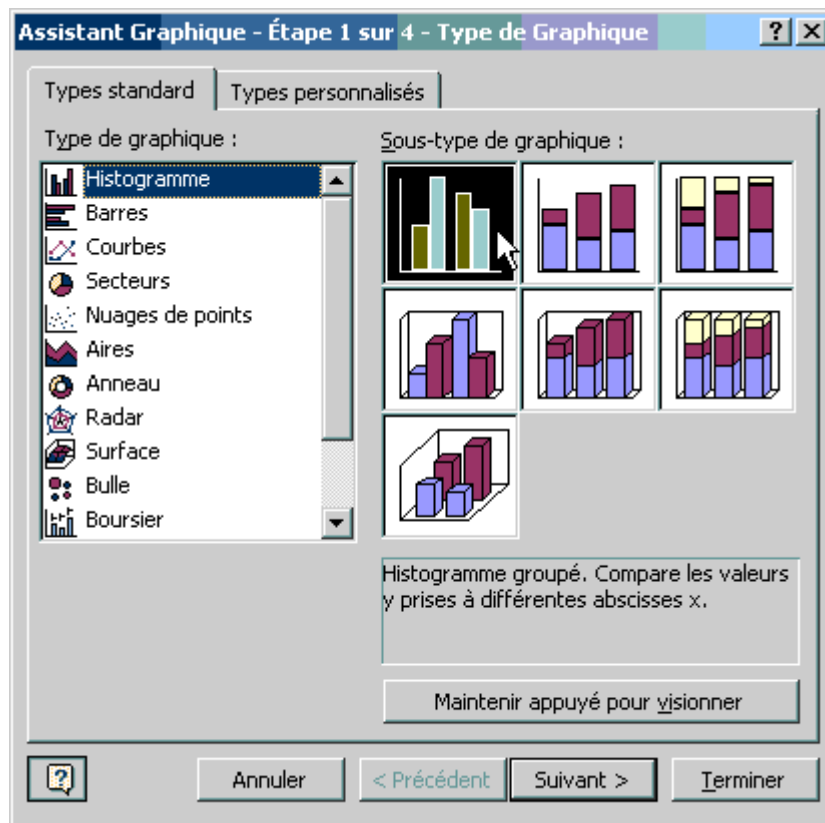 Assistant Graphique - Étape 1 sur 4 - Type de Graphique
Types standard
Types personnalisés
Type de graphique :
Histogramme
Barres
Courbes
Secteurs
Nuages de points
Aires
Anneau
Radar
Surface
Bulle
Boursier
Sous-type de graphique :
Histogramme groupé. Compare les valeurs
y prises à différentes abscisses x.
Maintenir appuyé pour visionner
Annuler
< Précédent
Suivant >
Terminer